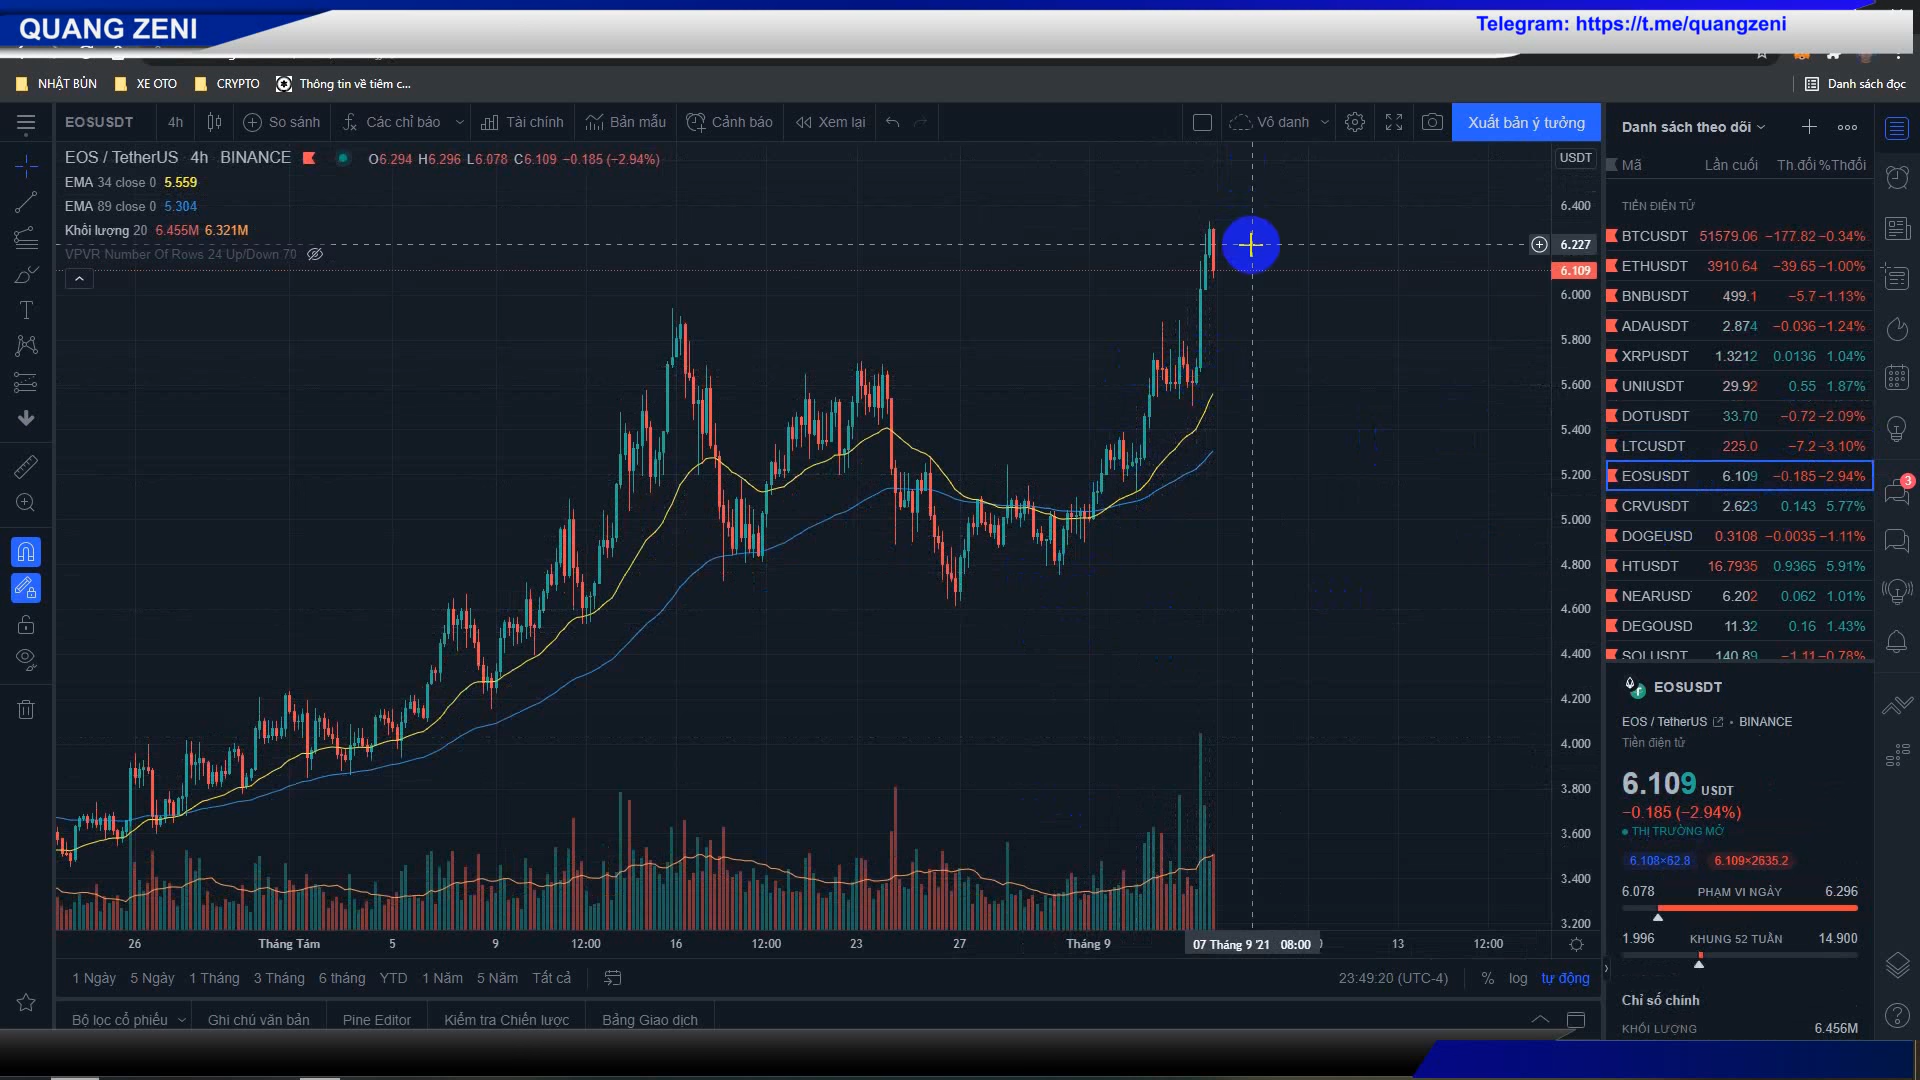 QUANG ZENI
Telegram: https://t.me/quangzeni
NHẬT BỦN XE OTO CRYPTO Thông tin về tiêm c...
Danh sách đọc
EOSUSDT 4h So sánh Các chỉ báo Tài chính Bản mẫu Cảnh báo Xem lại Vô danh Xuất bản ý tưởng
EOS / TetherUS 4h BINANCE O6.294 H6.296 L6.078 C6.109 −0.185 (−2.94%)
EMA 34 close 0 5.559
EMA 89 close 0 5.304
Khối lượng 20 6.455M 6.321M
VPVR Number Of Rows 24 Up/Down 70
USDT
6.400
6.227
6.109
6.000
5.800
5.600
5.400
5.200
5.000
4.800
4.600
4.400
4.200
4.000
3.800
3.600
3.400
3.200
26 Tháng Tám 5 9 12:00 16 12:00 23 27 Tháng 9 07 Tháng 9 '21 08:00 13 12:00
1 Ngày 5 Ngày 1 Tháng 3 Tháng 6 tháng YTD 1 Năm 5 Năm Tất cả
23:49:20 (UTC-4) % log tự động
Bộ lọc cổ phiếu Ghi chú văn bản Pine Editor Kiểm tra Chiến lược Bảng Giao dịch
Danh sách theo dõi
Mã Lần cuối Th.đổi %Thđổi
TIỀN ĐIỆN TỬ
BTCUSDT 51579.06 −177.82 −0.34%
ETHUSDT 3910.64 −39.65 −1.00%
BNBUSDT 499.1 −5.7 −1.13%
ADAUSDT 2.874 −0.036 −1.24%
XRPUSDT 1.3212 0.0136 1.04%
UNIUSDT 29.92 0.55 1.87%
DOTUSDT 33.70 −0.72 −2.09%
LTCUSDT 225.0 −7.2 −3.10%
EOSUSDT 6.109 −0.185 −2.94%
CRVUSDT 2.623 0.143 5.77%
DOGEUSD 0.3108 −0.0035 −1.11%
HTUSDT 16.7935 0.9365 5.91%
NEARUSD 6.202 0.062 1.01%
DEGOUSD 11.32 0.16 1.43%
SOLUSDT 140.89 −1.11 −0.78%
3
EOSUSDT
EOS / TetherUS • BINANCE
Tiền điện tử
6.109 USDT
−0.185 (−2.94%)
THỊ TRƯỜNG MỞ
6.108×62.8 6.109×2635.2
6.078 PHẠM VI NGÀY 6.296
1.996 KHUNG 52 TUẦN 14.900
Chỉ số chính
KHỐI LƯỢNG 6.456M